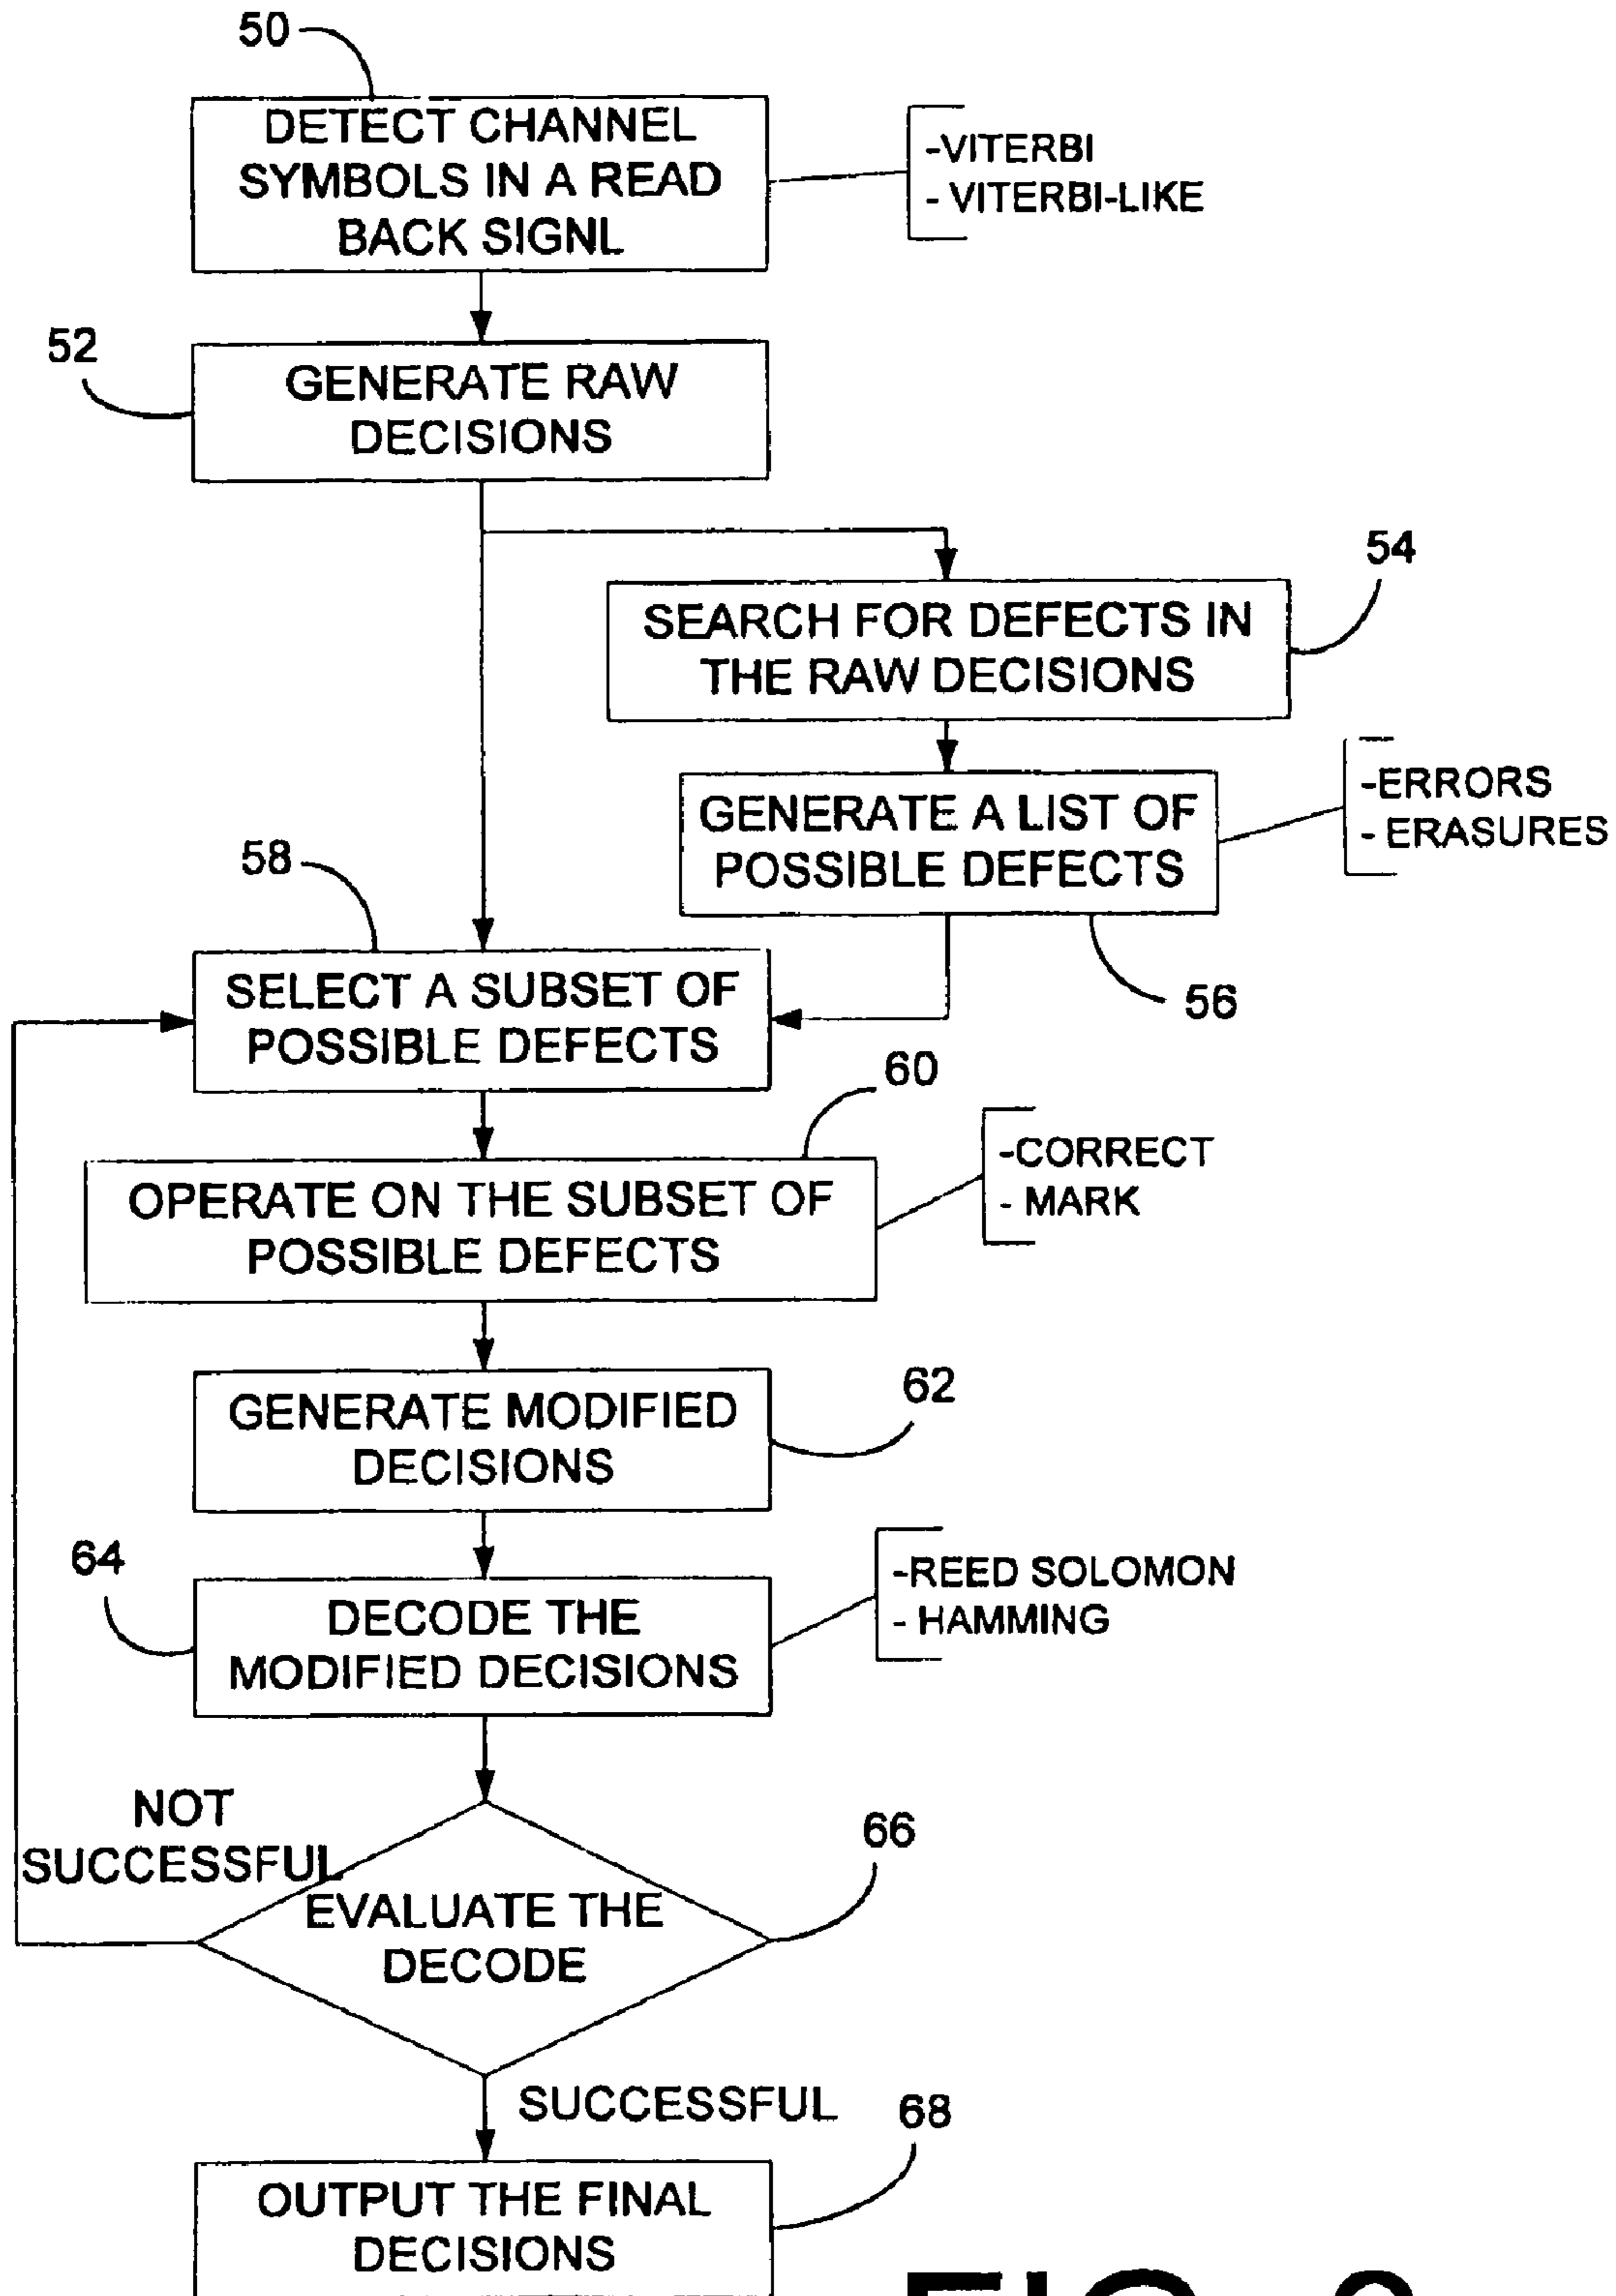 50
DETECT CHANNEL
SYMBOLS IN A READ
BACK SIGNL
-VITERBI
- VITERBI-LIKE
52
GENERATE RAW
DECISIONS
54
SEARCH FOR DEFECTS IN
THE RAW DECISIONS
GENERATE A LIST OF
POSSIBLE DEFECTS
-ERRORS
- ERASURES
56
58
SELECT A SUBSET OF
POSSIBLE DEFECTS
60
OPERATE ON THE SUBSET OF
POSSIBLE DEFECTS
-CORRECT
- MARK
62
GENERATE MODIFIED
DECISIONS
64
DECODE THE
MODIFIED DECISIONS
-REED SOLOMON
- HAMMING
NOT
SUCCESSFUL
66
EVALUATE THE
DECODE
SUCCESSFUL
68
OUTPUT THE FINAL
DECISIONS